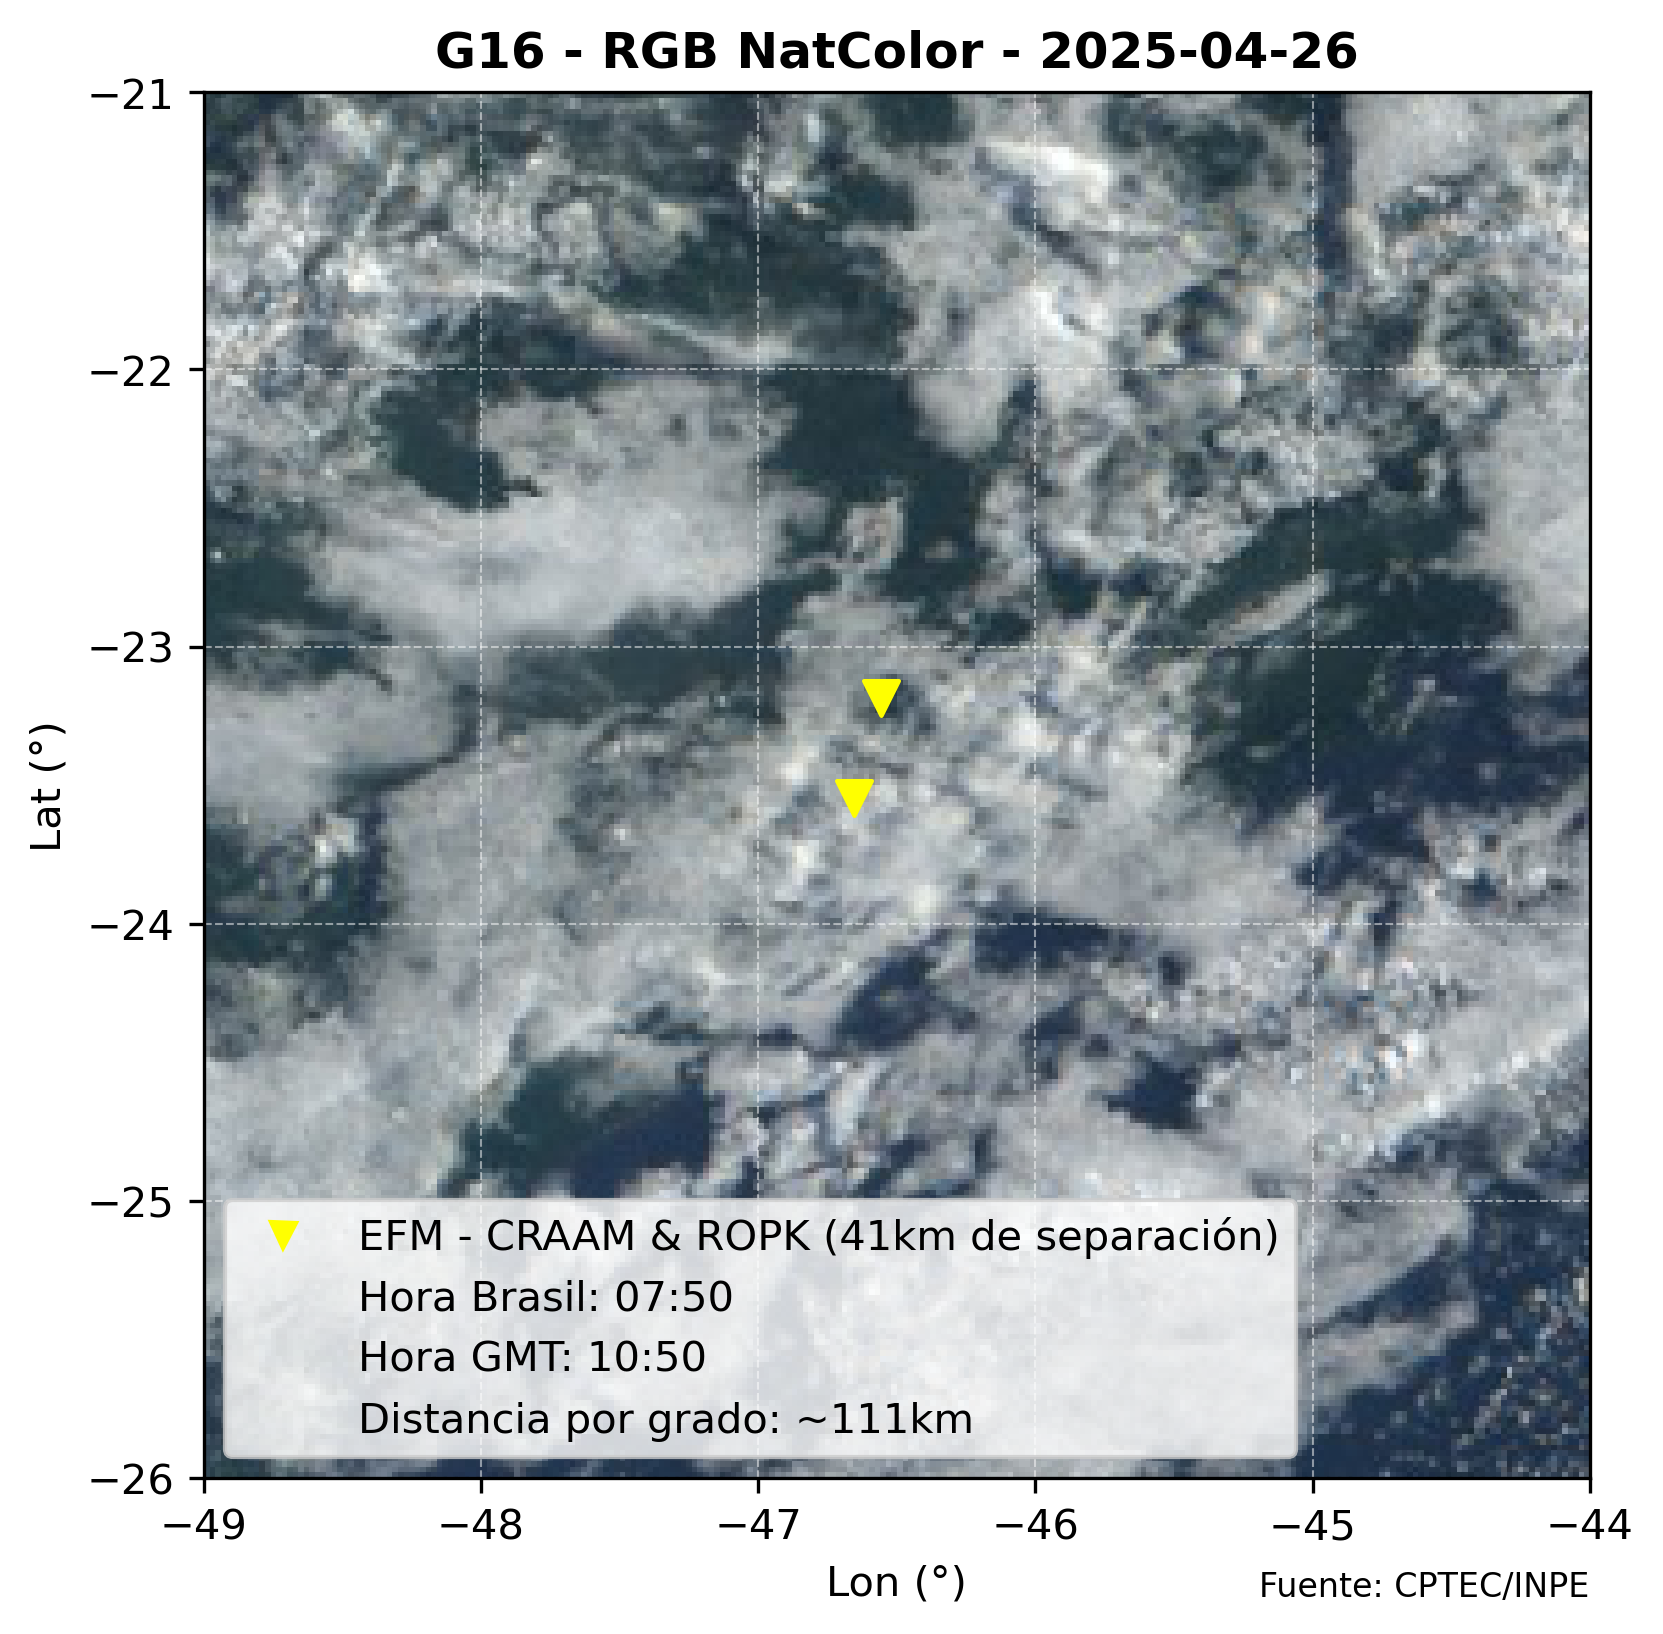 G16 - RGB NatColor - 2025-04-26
−21
−22
−23
−24
−25
−26
Lat (°)
EFM - CRAAM & ROPK (41km de separación)
Hora Brasil: 07:50
Hora GMT: 10:50
Distancia por grado: ~111km
−49 −48 −47 −46 −45 −44
Lon (°)
Fuente: CPTEC/INPE